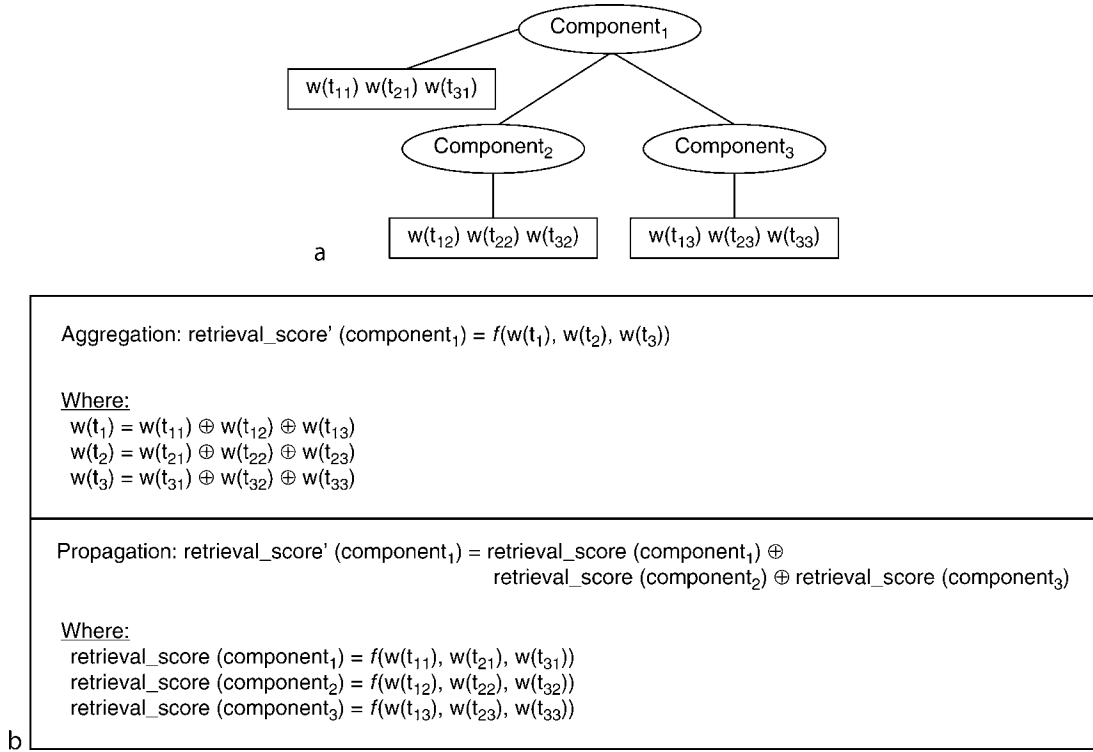 Component₁
w(t₁₁) w(t₂₁) w(t₃₁)
Component₂
Component₃
w(t₁₂) w(t₂₂) w(t₃₂)
w(t₁₃) w(t₂₃) w(t₃₃)
a
Aggregation: retrieval_score' (component₁) = f(w(t₁), w(t₂), w(t₃))
Where:
w(t₁) = w(t₁₁) ⊕ w(t₁₂) ⊕ w(t₁₃)
w(t₂) = w(t₂₁) ⊕ w(t₂₂) ⊕ w(t₂₃)
w(t₃) = w(t₃₁) ⊕ w(t₃₂) ⊕ w(t₃₃)
Propagation: retrieval_score' (component₁) = retrieval_score (component₁) ⊕
retrieval_score (component₂) ⊕ retrieval_score (component₃)
Where:
retrieval_score (component₁) = f(w(t₁₁), w(t₂₁), w(t₃₁))
retrieval_score (component₂) = f(w(t₁₂), w(t₂₂), w(t₃₂))
retrieval_score (component₃) = f(w(t₁₃), w(t₂₃), w(t₃₃))
b